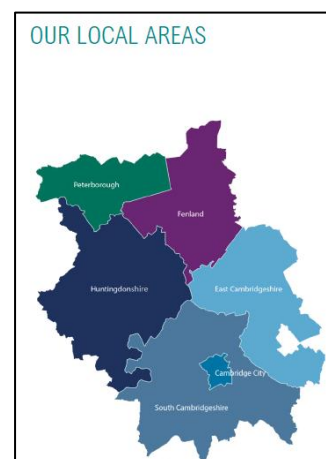 OUR LOCAL AREAS
Peterborough
Fenland
Huntingdonshire
East Cambridgeshire
Cambridge City
South Cambridgeshire